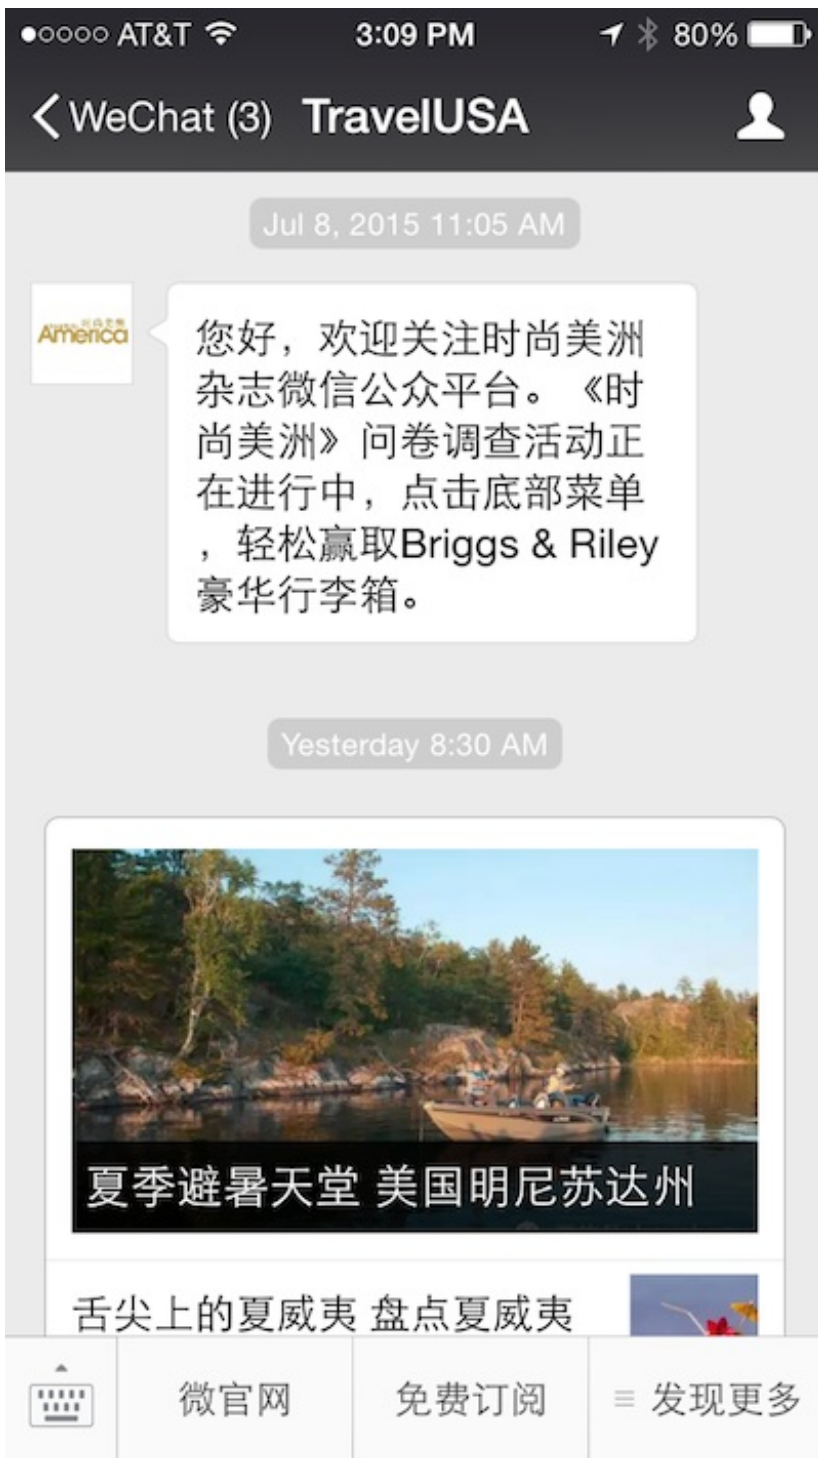 AT&T 3:09 PM 80%
WeChat (3) TravelUSA
Jul 8, 2015 11:05 AM
America
您好，欢迎关注时尚美洲
杂志微信公众平台。《时
尚美洲》问卷调查活动正
在进行中，点击底部菜单
，轻松赢取Briggs & Riley
豪华行李箱。
Yesterday 8:30 AM
夏季避暑天堂 美国明尼苏达州
舌尖上的夏威夷 盘点夏威夷
微官网 免费订阅 发现更多